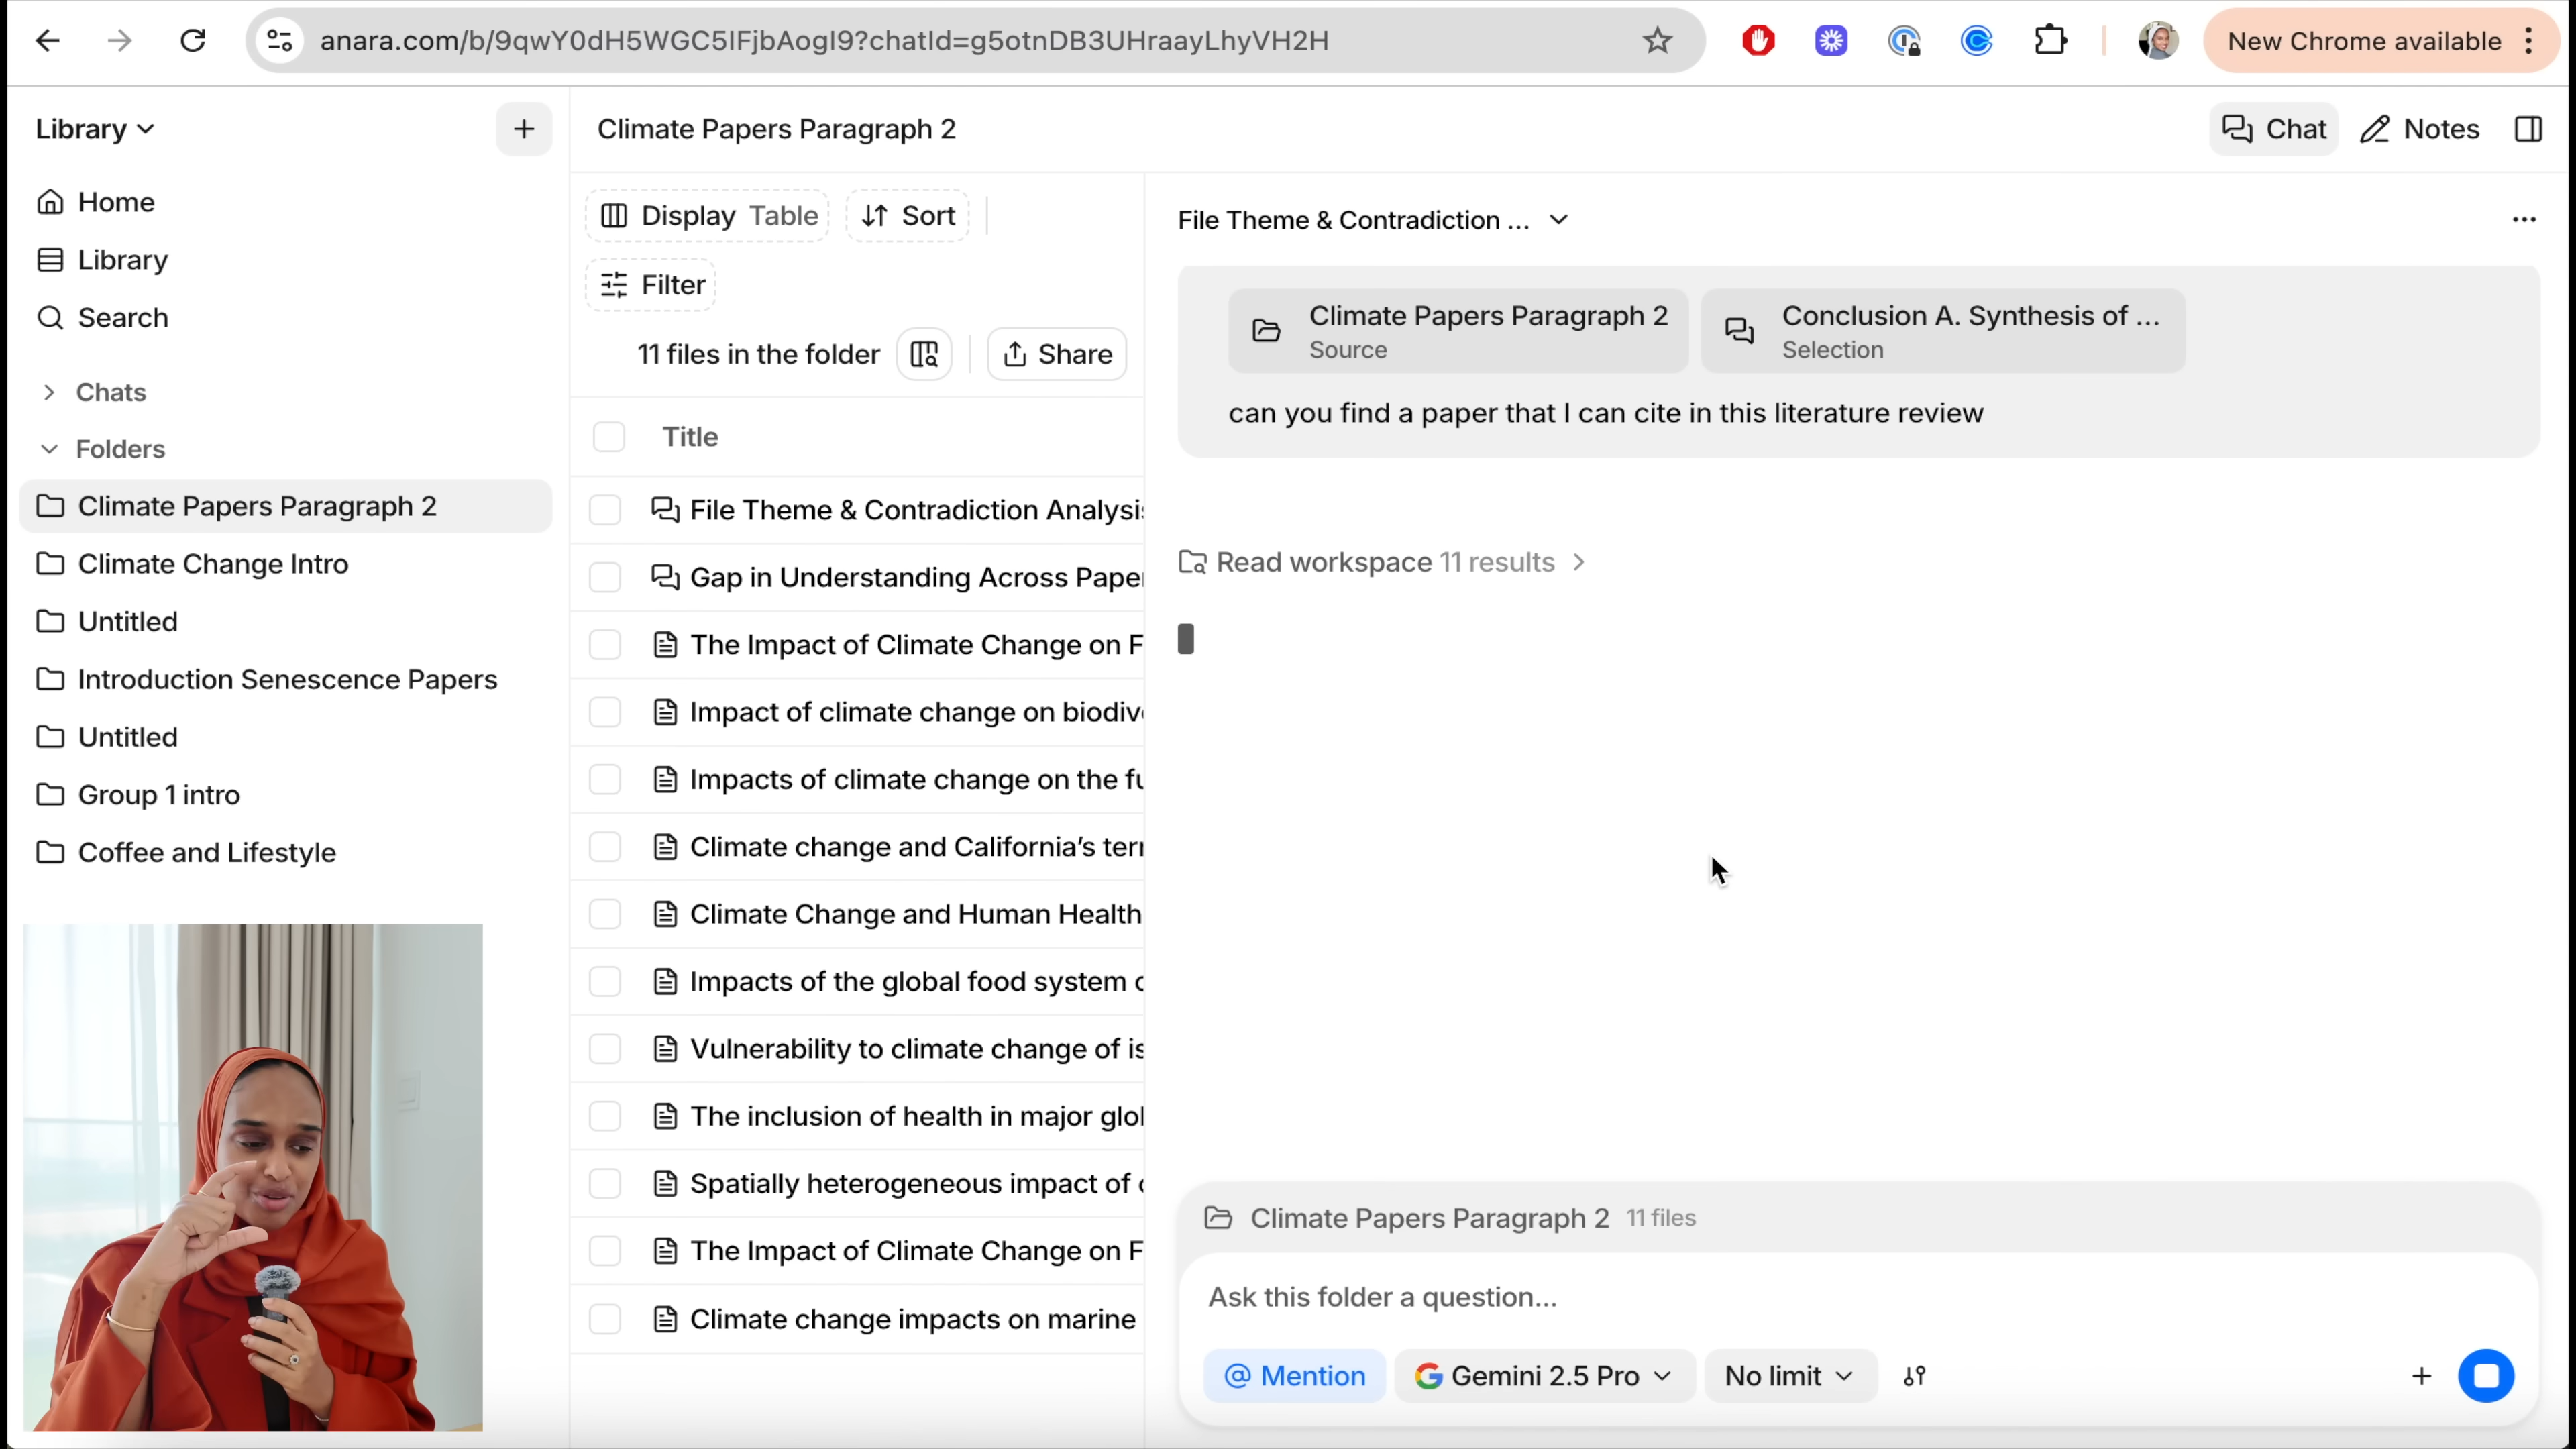 anara.com/b/9qwY0dH5WGC5IFjbAogI9?chatId=g5otnDB3UHraayLhyVH2H
New Chrome available
Library
Climate Papers Paragraph 2
Chat
Notes
Home
Library
Search
Chats
Folders
Climate Papers Paragraph 2
Climate Change Intro
Untitled
Introduction Senescence Papers
Untitled
Group 1 intro
Coffee and Lifestyle
Display Table
Sort
Filter
11 files in the folder
Share
Title
File Theme & Contradiction Analysis
Gap in Understanding Across Paper
The Impact of Climate Change on F
Impact of climate change on biodive
Impacts of climate change on the fu
Climate change and California’s terr
Climate Change and Human Health
Impacts of the global food system o
Vulnerability to climate change of is
The inclusion of health in major glob
Spatially heterogeneous impact of c
The Impact of Climate Change on F
Climate change impacts on marine
File Theme & Contradiction ...
Climate Papers Paragraph 2
Source
Conclusion A. Synthesis of ...
Selection
can you find a paper that I can cite in this literature review
Read workspace 11 results
Climate Papers Paragraph 2 11 files
Ask this folder a question...
@ Mention
Gemini 2.5 Pro
No limit